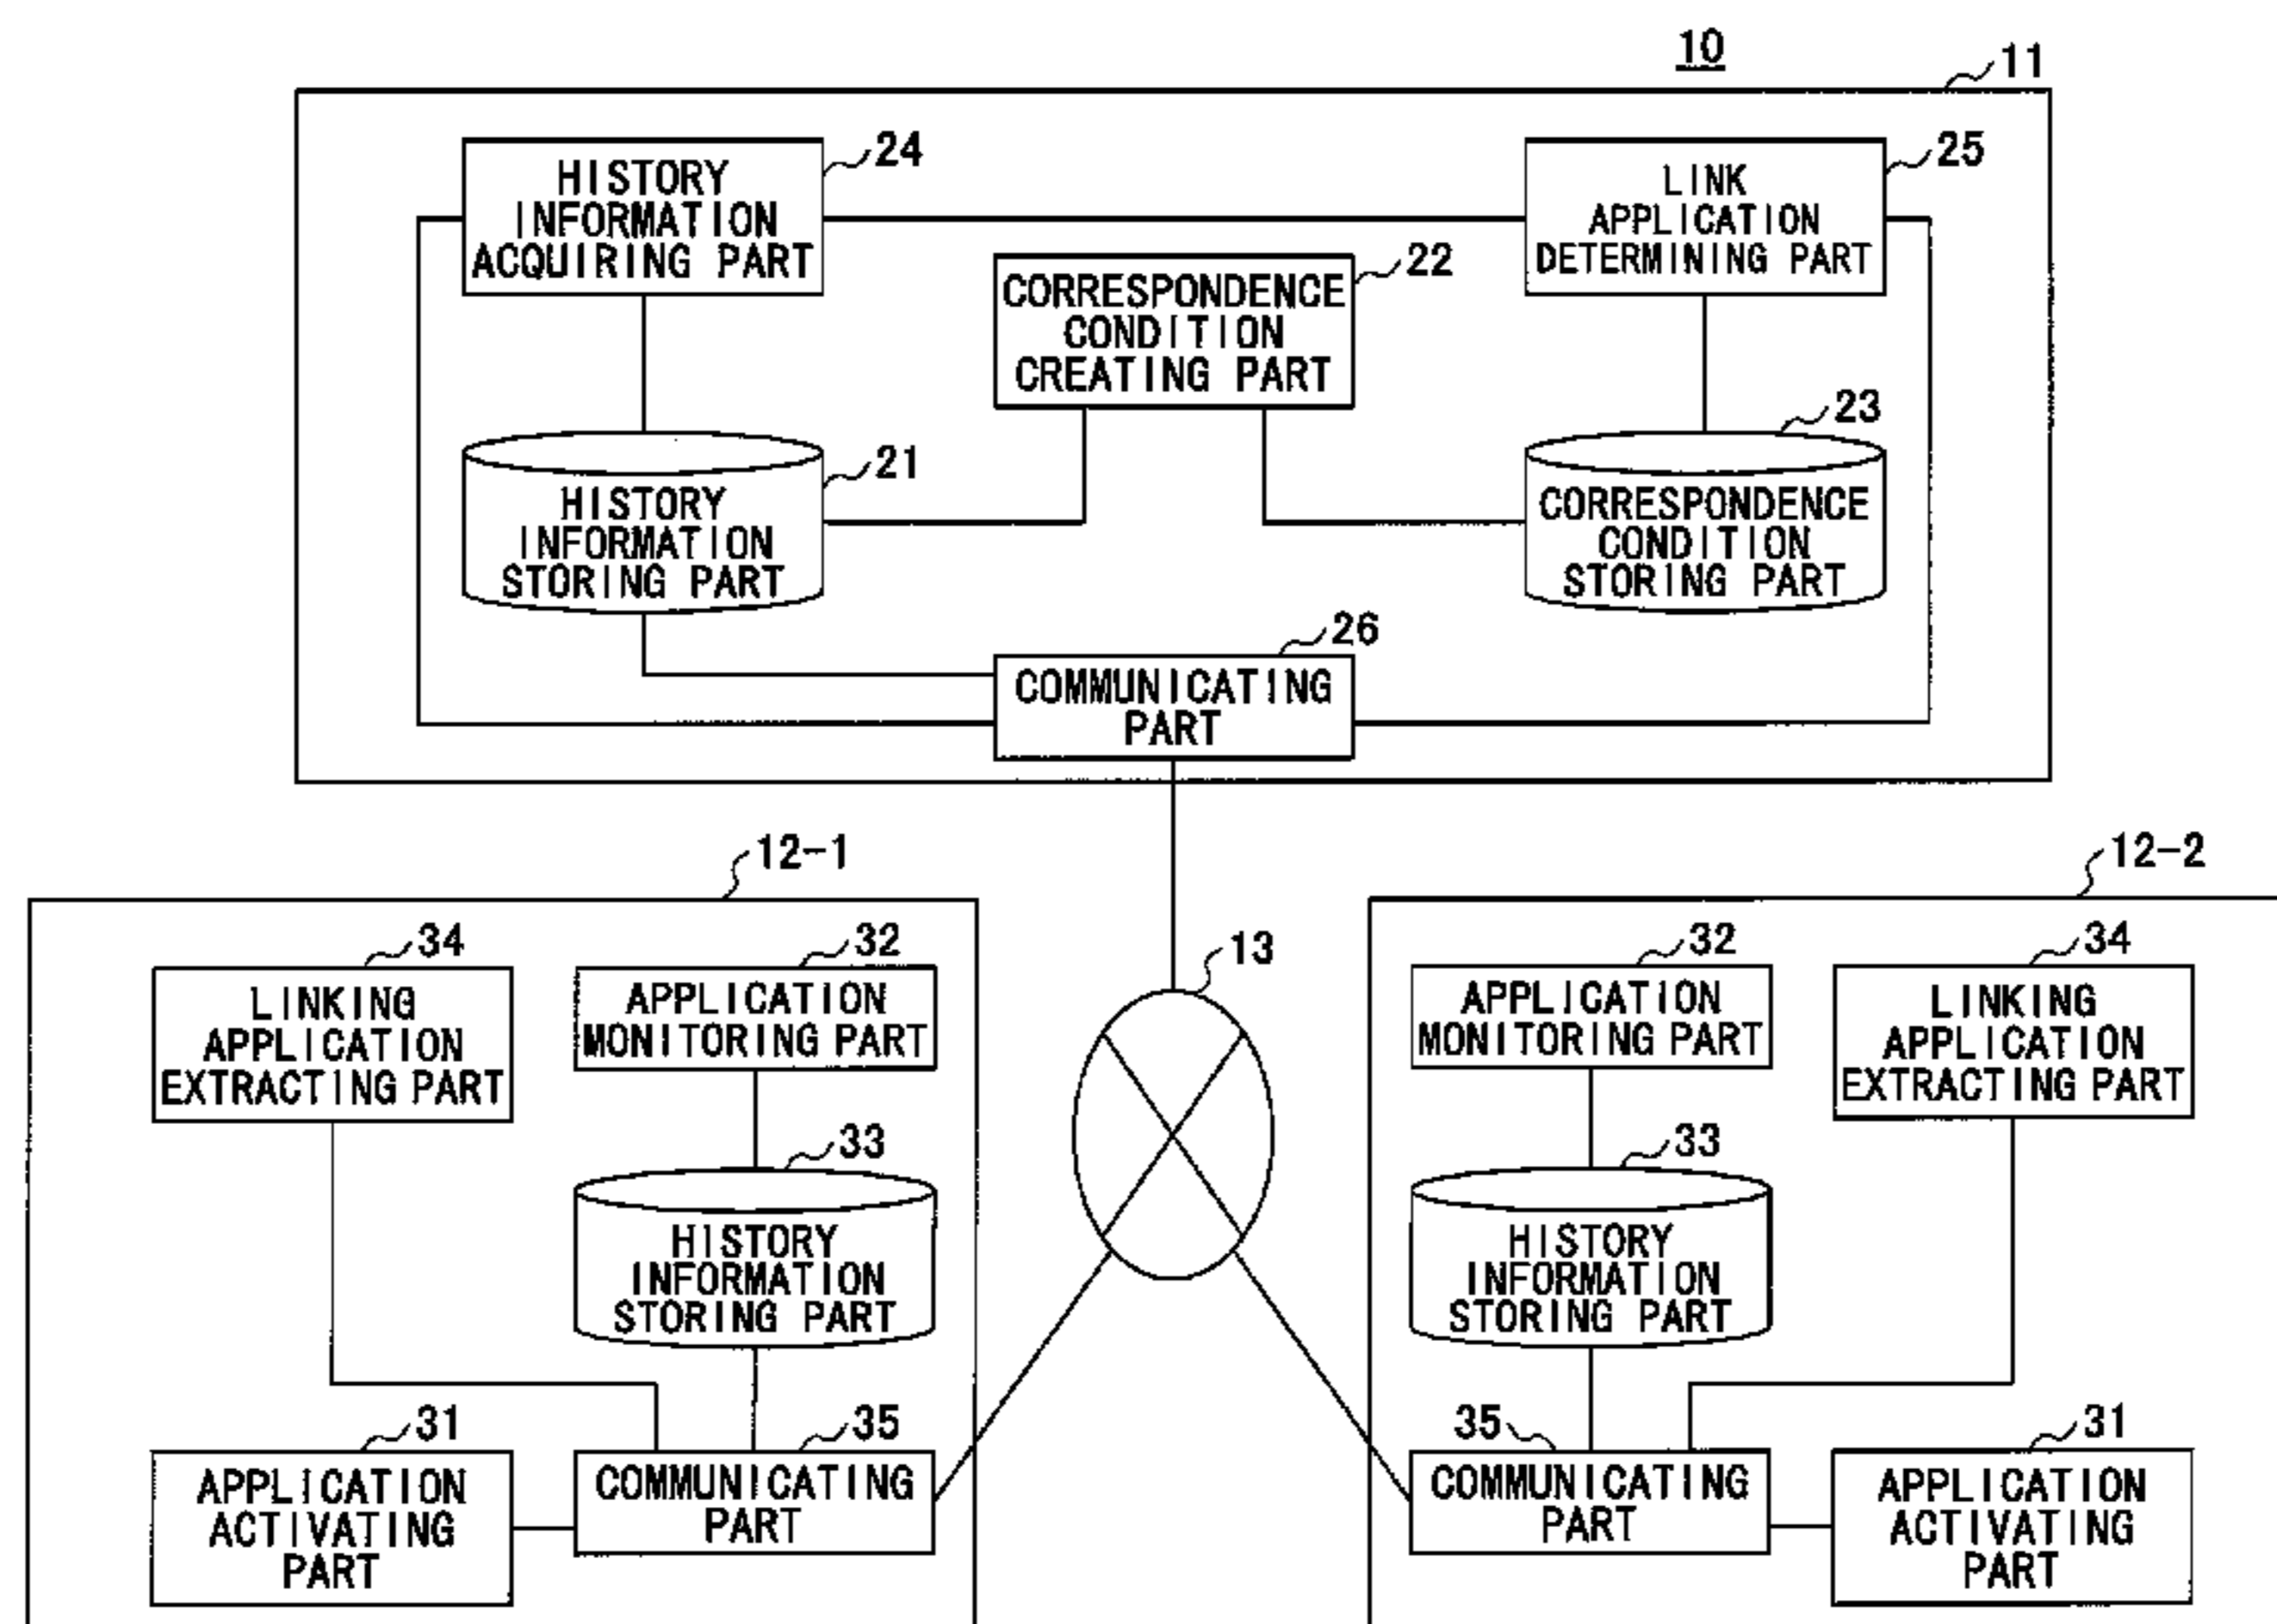 10
11
24
HISTORY
INFORMATION
ACQUIRING PART
25
LINK
APPLICATION
DETERMINING PART
22
CORRESPONDENCE
CONDITION
CREATING PART
21
HISTORY
INFORMATION
STORING PART
23
CORRESPONDENCE
CONDITION
STORING PART
26
COMMUNICATING
PART
12-1
12-2
13
34
LINKING
APPLICATION
EXTRACTING PART
32
APPLICATION
MONITORING PART
33
HISTORY
INFORMATION
STORING PART
31
APPLICATION
ACTIVATING
PART
35
COMMUNICATING
PART
32
APPLICATION
MONITORING PART
34
LINKING
APPLICATION
EXTRACTING PART
33
HISTORY
INFORMATION
STORING PART
35
COMMUNICATING
PART
31
APPLICATION
ACTIVATING
PART